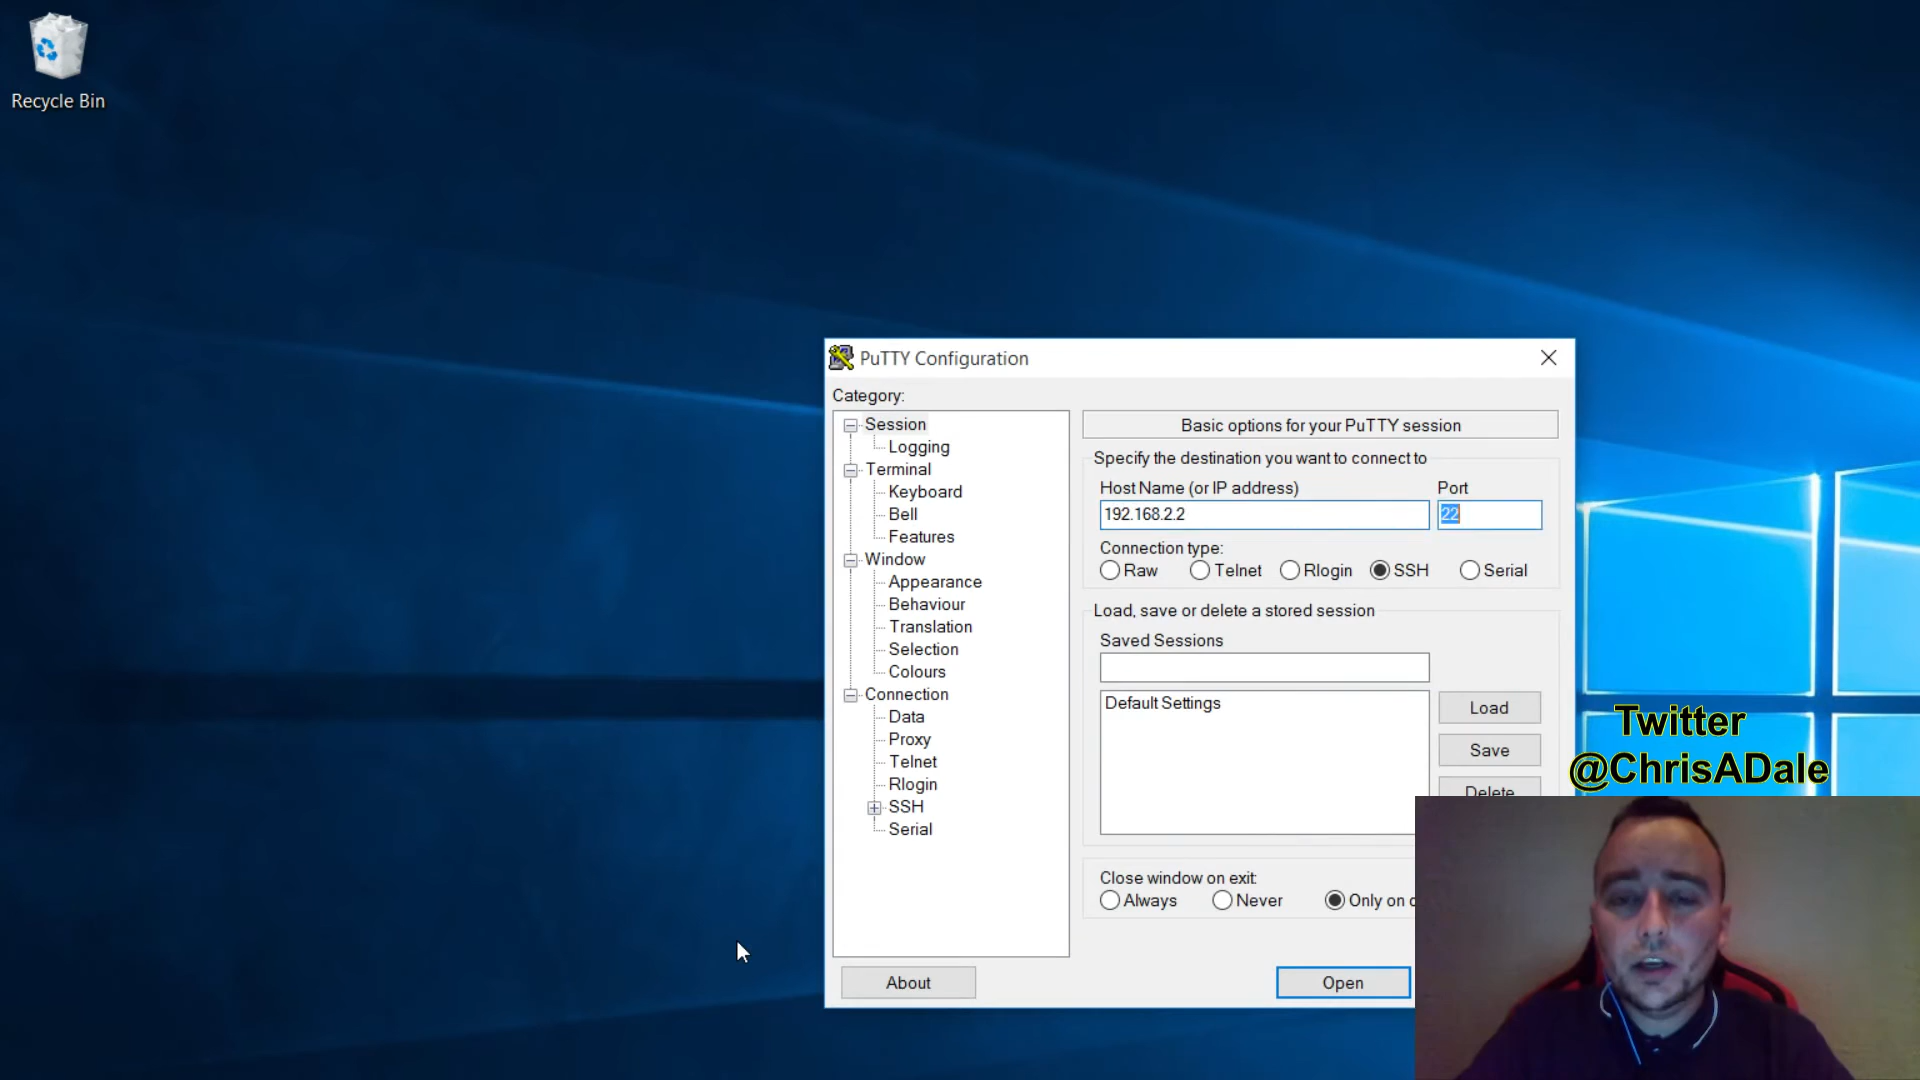 Recycle Bin
PuTTY Configuration
Category:
Session
Logging
Terminal
Keyboard
Bell
Features
Window
Appearance
Behaviour
Translation
Selection
Colours
Connection
Data
Proxy
Telnet
Rlogin
SSH
Serial
About
Basic options for your PuTTY session
Specify the destination you want to connect to
Host Name (or IP address) Port
192.168.2.2 22
Connection type:
Raw Telnet Rlogin SSH Serial
Load, save or delete a stored session
Saved Sessions
Default Settings
Load
Save
Delete
Close window on exit:
Always Never Only on c
Open
Twitter
@ChrisADale